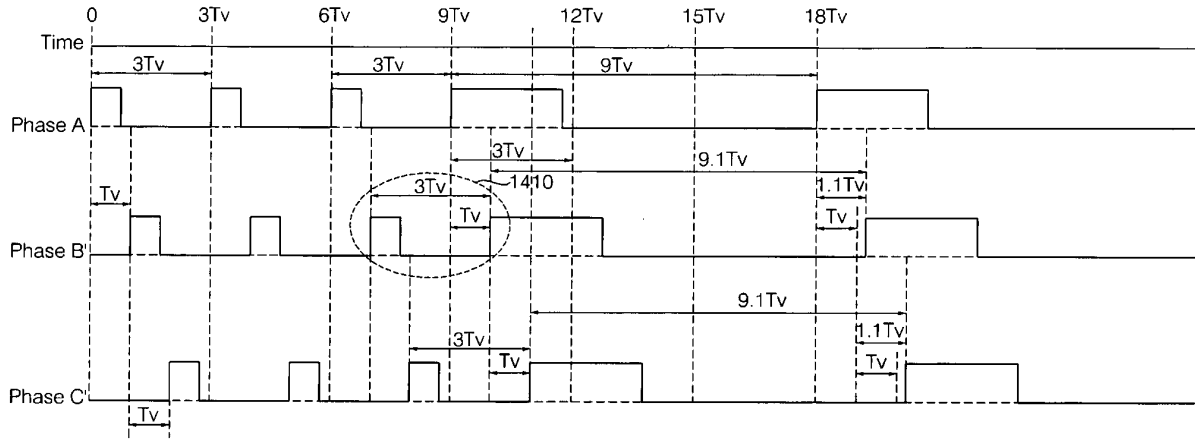 0 3Tv 6Tv 9Tv 12Tv 15Tv 18Tv
Time
3Tv 3Tv 9Tv
Phase A
3Tv 9.1Tv
1410
Tv 3Tv Tv 1.1Tv
Tv
Phase B'
9.1Tv
3Tv 1.1Tv
Tv Tv
Phase C'
Tv